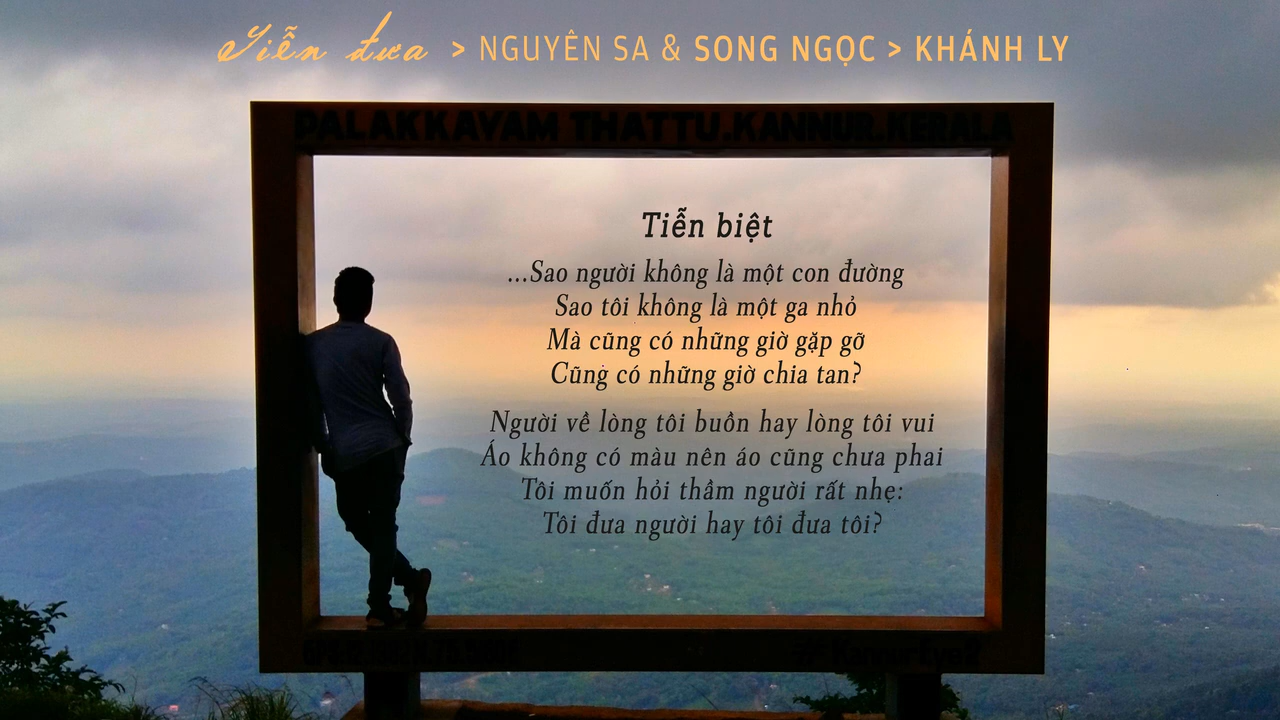 Tiễn đưa > NGUYÊN SA & SONG NGỌC > KHÁNH LY
PALAKKAVAM THATTU.KANNUR.KERALA
Tiễn biệt
...Sao người không là một con đường
Sao tôi không là một ga nhỏ
Mà cũng có những giờ gặp gỡ
Cũng có những giờ chia tan?
Người về lòng tôi buồn hay lòng tôi vui
Áo không có màu nên áo cũng chưa phai
Tôi muốn hỏi thầm người rất nhẹ:
Tôi đưa người hay tôi đưa tôi?